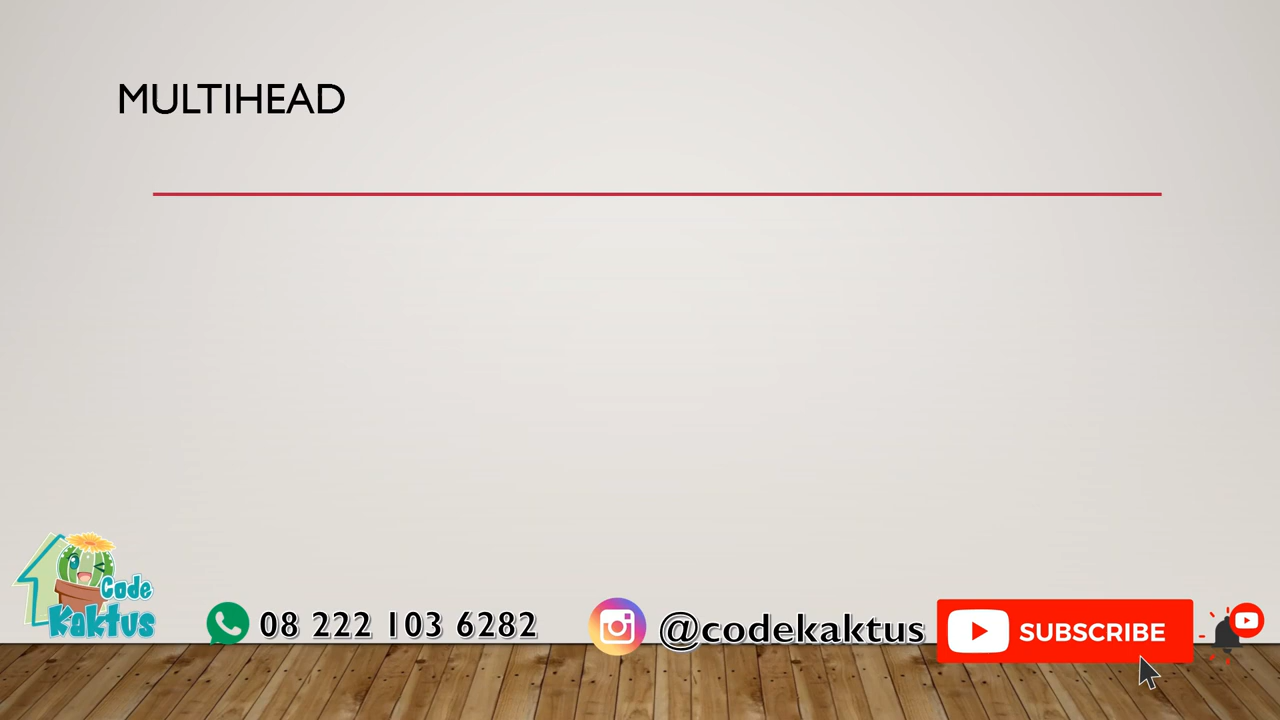 MULTIHEAD
Code
Kaktus
08 222 103 6282
@codekaktus
SUBSCRIBE